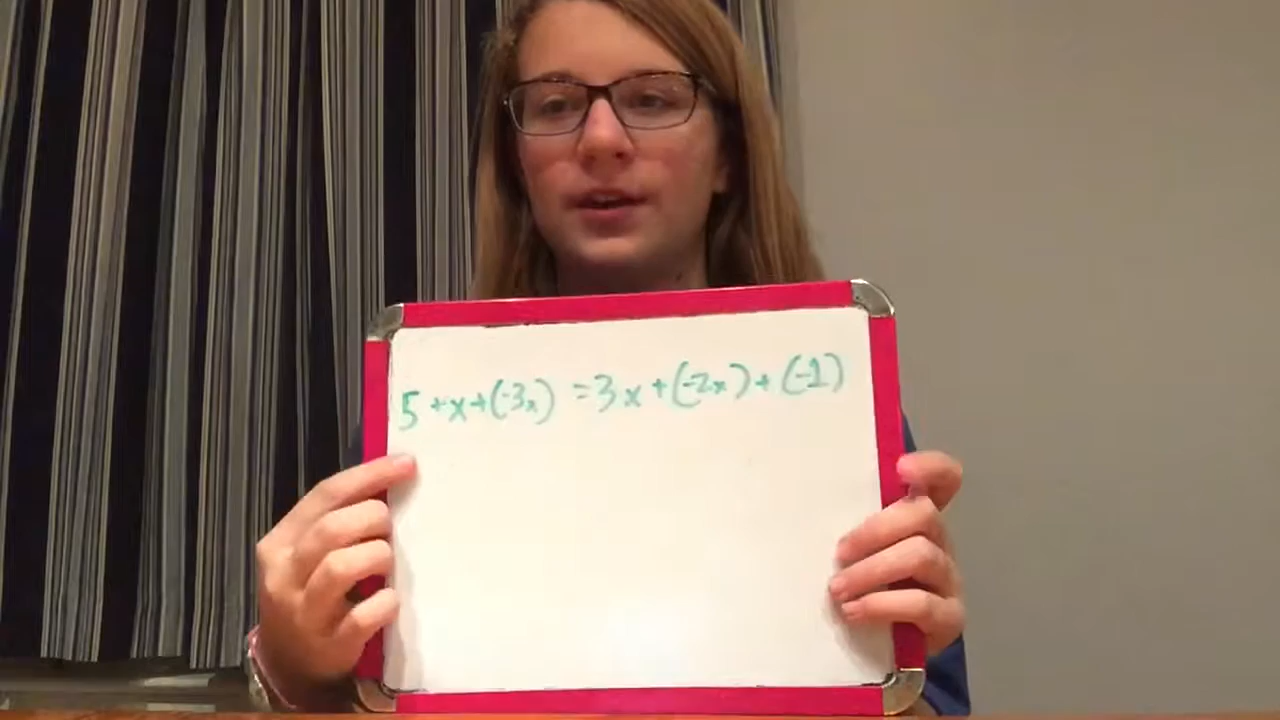 5 + x + (-3x) = 3x + (-2x) + (-1)